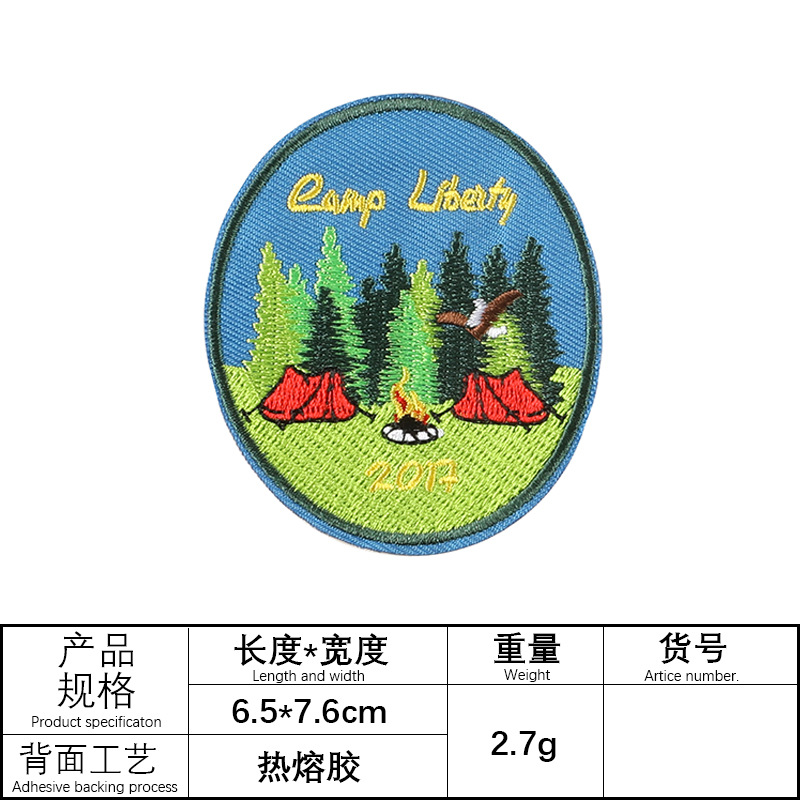 Camp Liberty
2017
产品
规格
Product specificaton
长度*宽度
Length and width
重量
Weight
货号
Artice number.
6.5*7.6cm
2.7g
背面工艺
Adhesive backing process
热熔胶